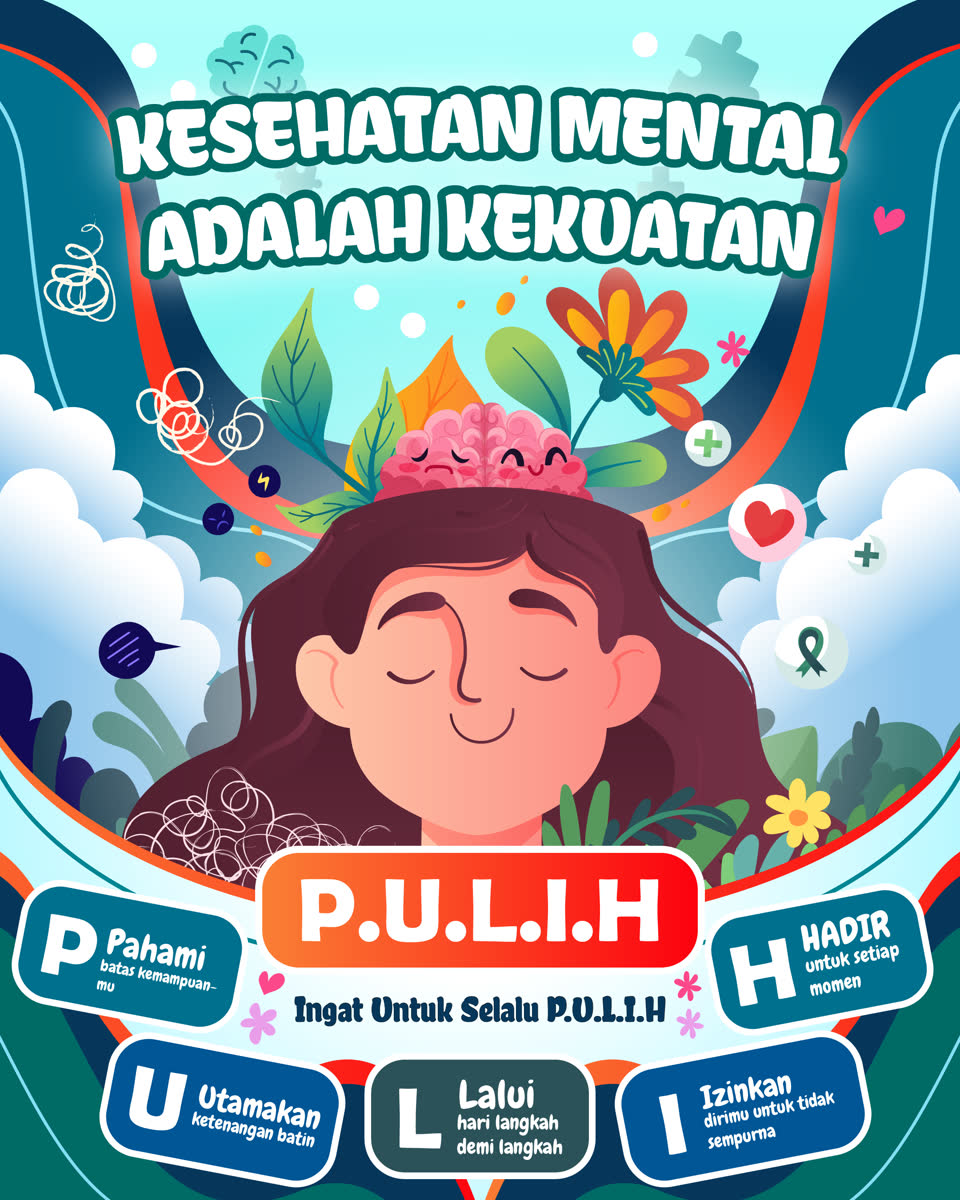 KESEHATAN MENTAL
ADALAH KEKUATAN
P.U.L.I.H
Ingat Untuk Selalu P.U.L.I.H
P
Pahami
batas kemampuan-
mu
U
Utamakan
ketenangan batin
L
Lalui
hari langkah
demi langkah
I
Izinkan
dirimu untuk tidak
sempurna
H
HADIR
untuk setiap
momen